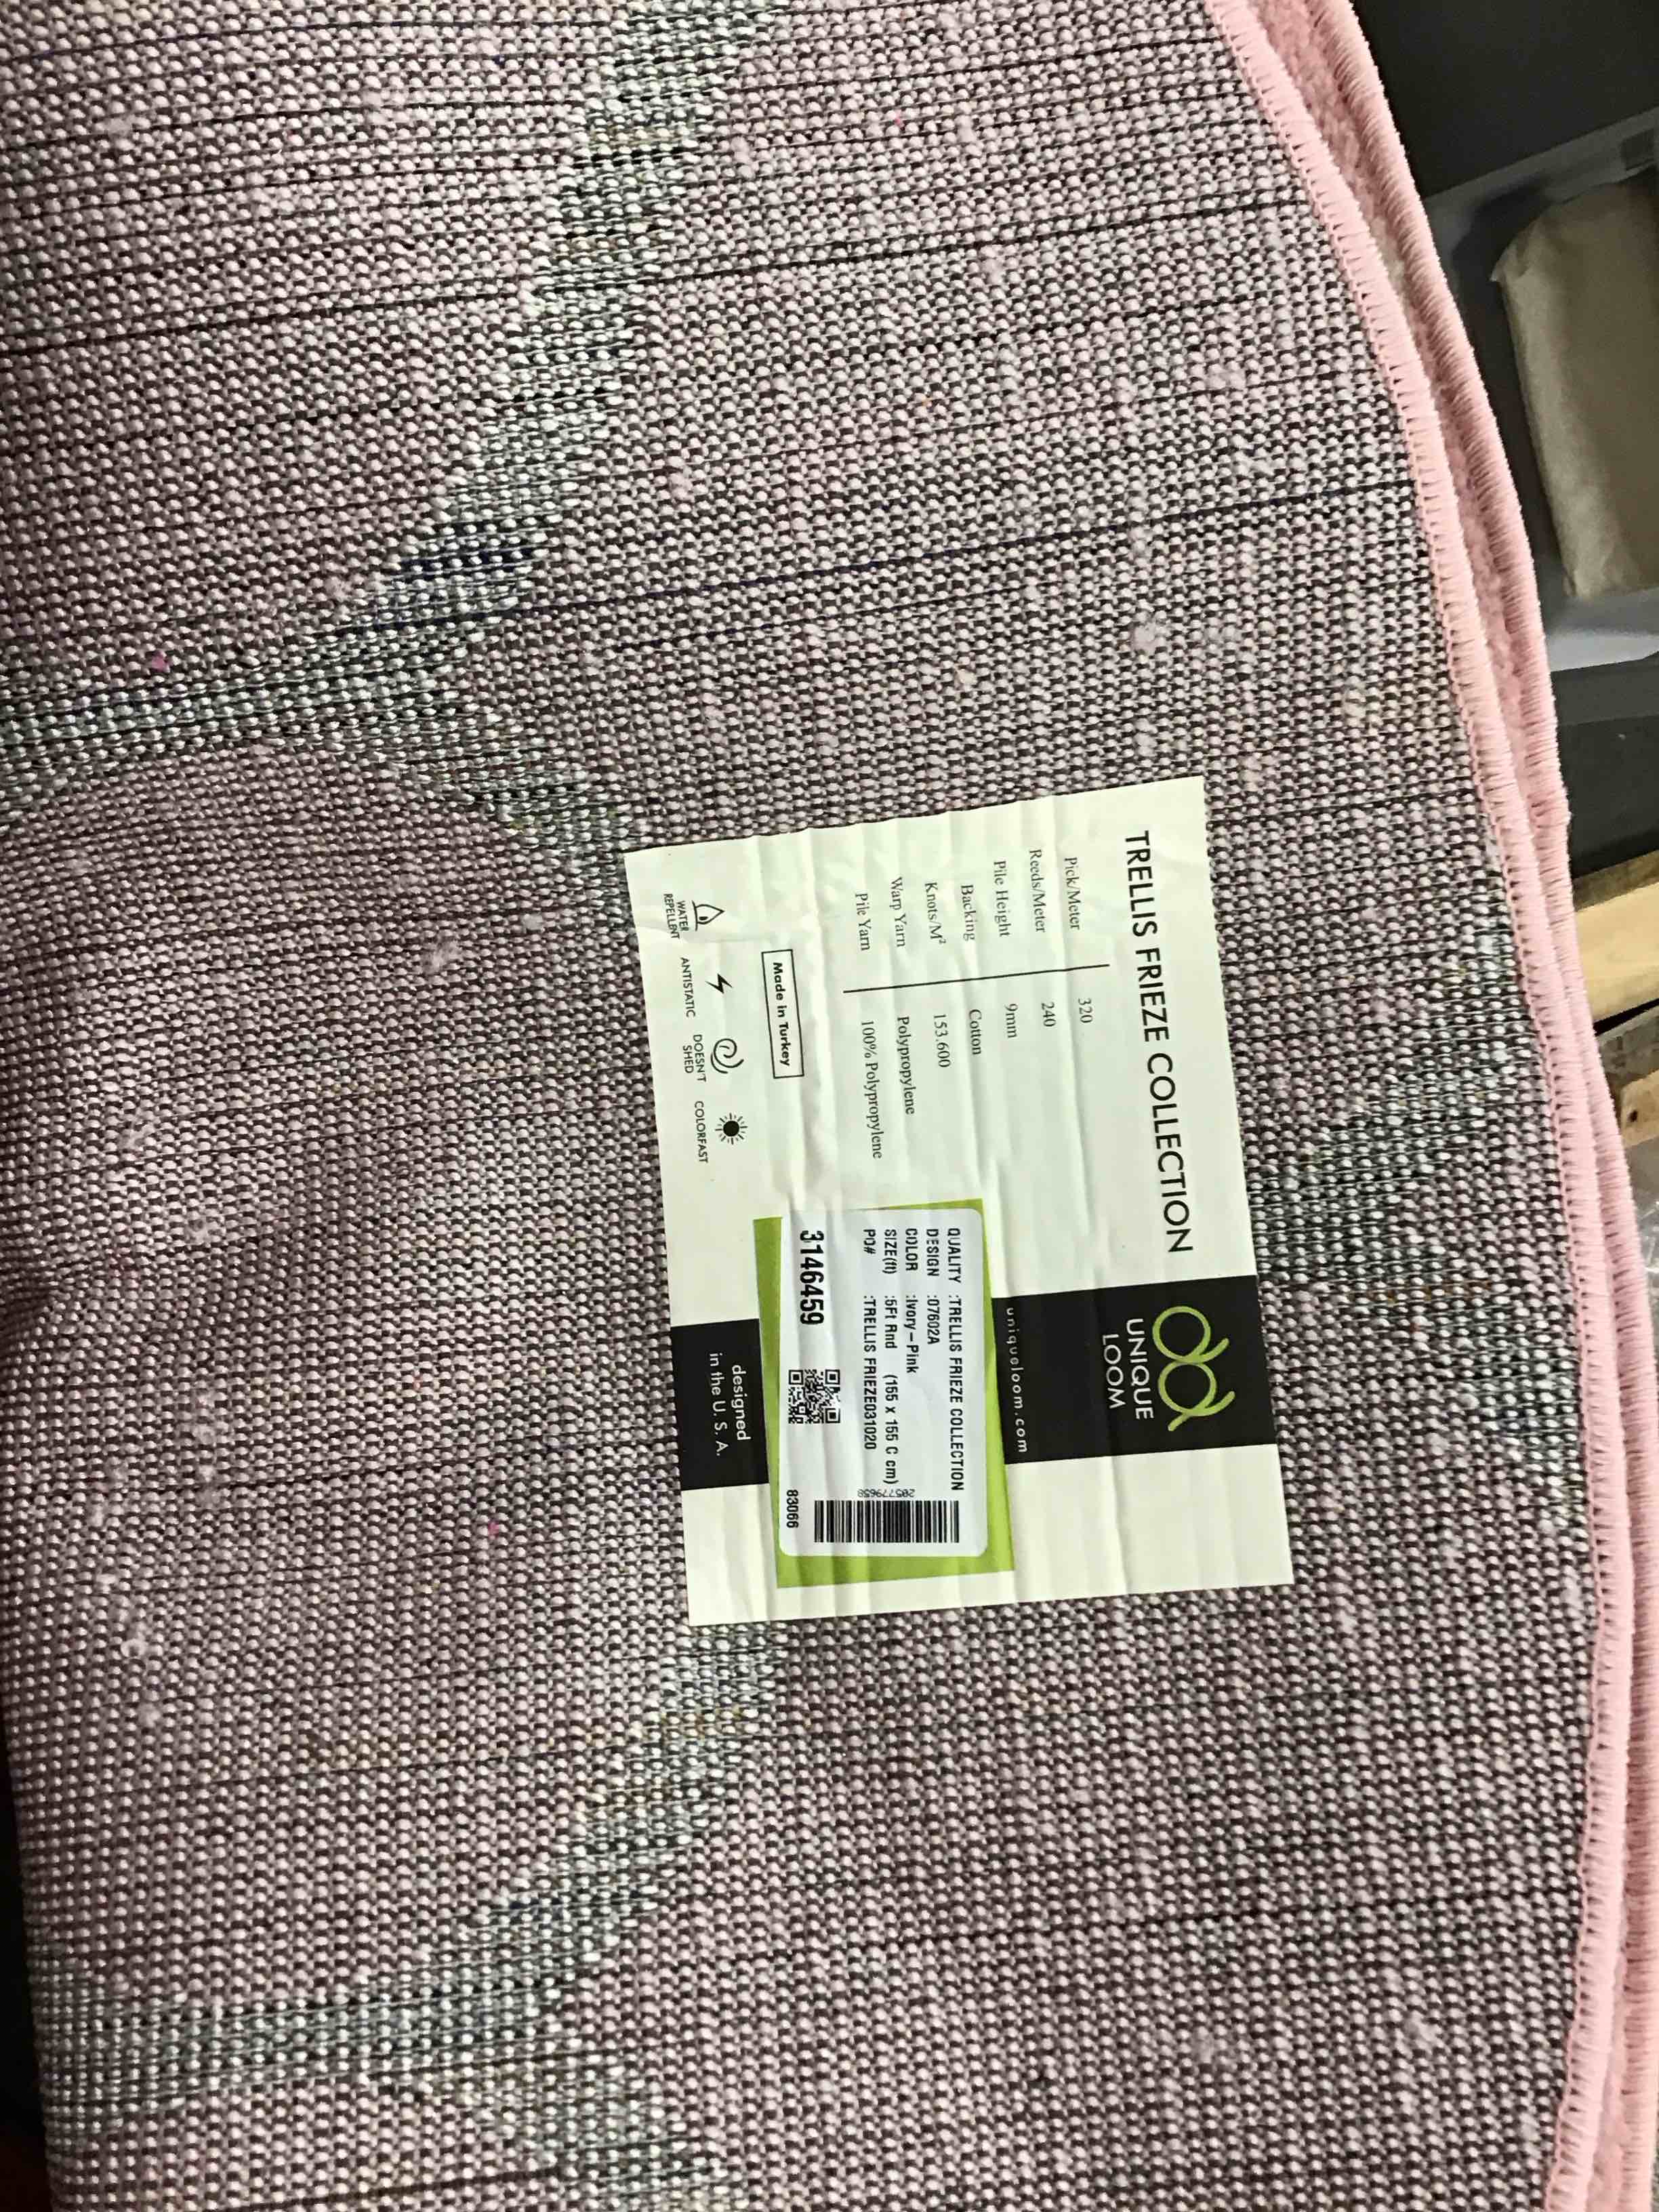 TRELLIS FRIEZE COLLECTION
Pick/Meter 320
Reeds/Meter 240
Pile Height 9mm
Backing Cotton
Knots/M² 153.600
Warp Yarn Polypropylene
Pile Yarn 100% Polypropylene
Made in Turkey
WATER REPELLENT
ANTISTATIC
DOESN'T SHED
COLORFAST
UNIQUE
LOOM
uniqueloom.com
QUALITY :TRELLIS FRIEZE COLLECTION
DESIGN :07602A
COLOR :Ivory-Pink
SIZE(ft) :5Ft Rnd (155 x 155 C cm)
PO# :TRELLIS FRIEZE031020
3146459
205779658
83066
designed
in the U. S. A.